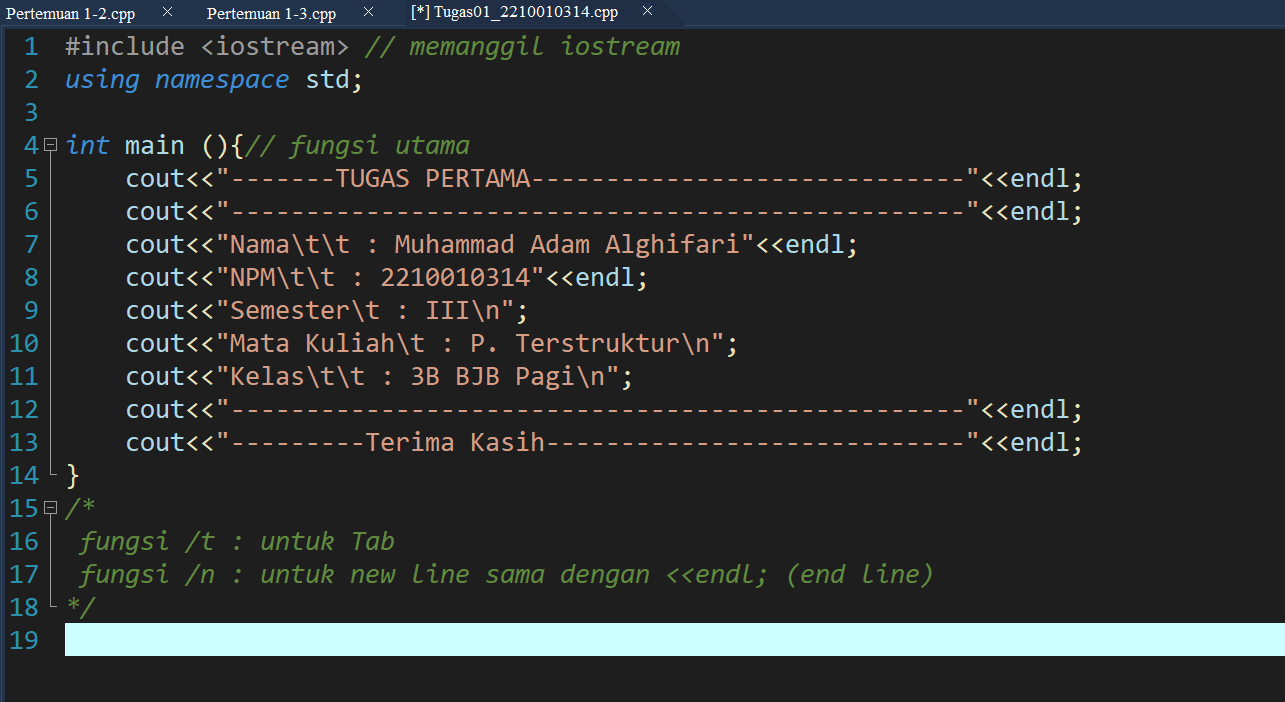 Pertemuan 1-2.cpp × Pertemuan 1-3.cpp × [*] Tugas01_2210010314.cpp ×
1 #include <iostream> // memanggil iostream
2 using namespace std;
3
4 int main (){// fungsi utama
5 cout<<"-------TUGAS PERTAMA-----------------------------"<<endl;
6 cout<<"-------------------------------------------------"<<endl;
7 cout<<"Nama\t\t : Muhammad Adam Alghifari"<<endl;
8 cout<<"NPM\t\t : 2210010314"<<endl;
9 cout<<"Semester\t : III\n";
10 cout<<"Mata Kuliah\t : P. Terstruktur\n";
11 cout<<"Kelas\t\t : 3B BJB Pagi\n";
12 cout<<"-------------------------------------------------"<<endl;
13 cout<<"---------Terima Kasih----------------------------"<<endl;
14 }
15 /*
16 fungsi /t : untuk Tab
17 fungsi /n : untuk new line sama dengan <<endl; (end line)
18 */
19